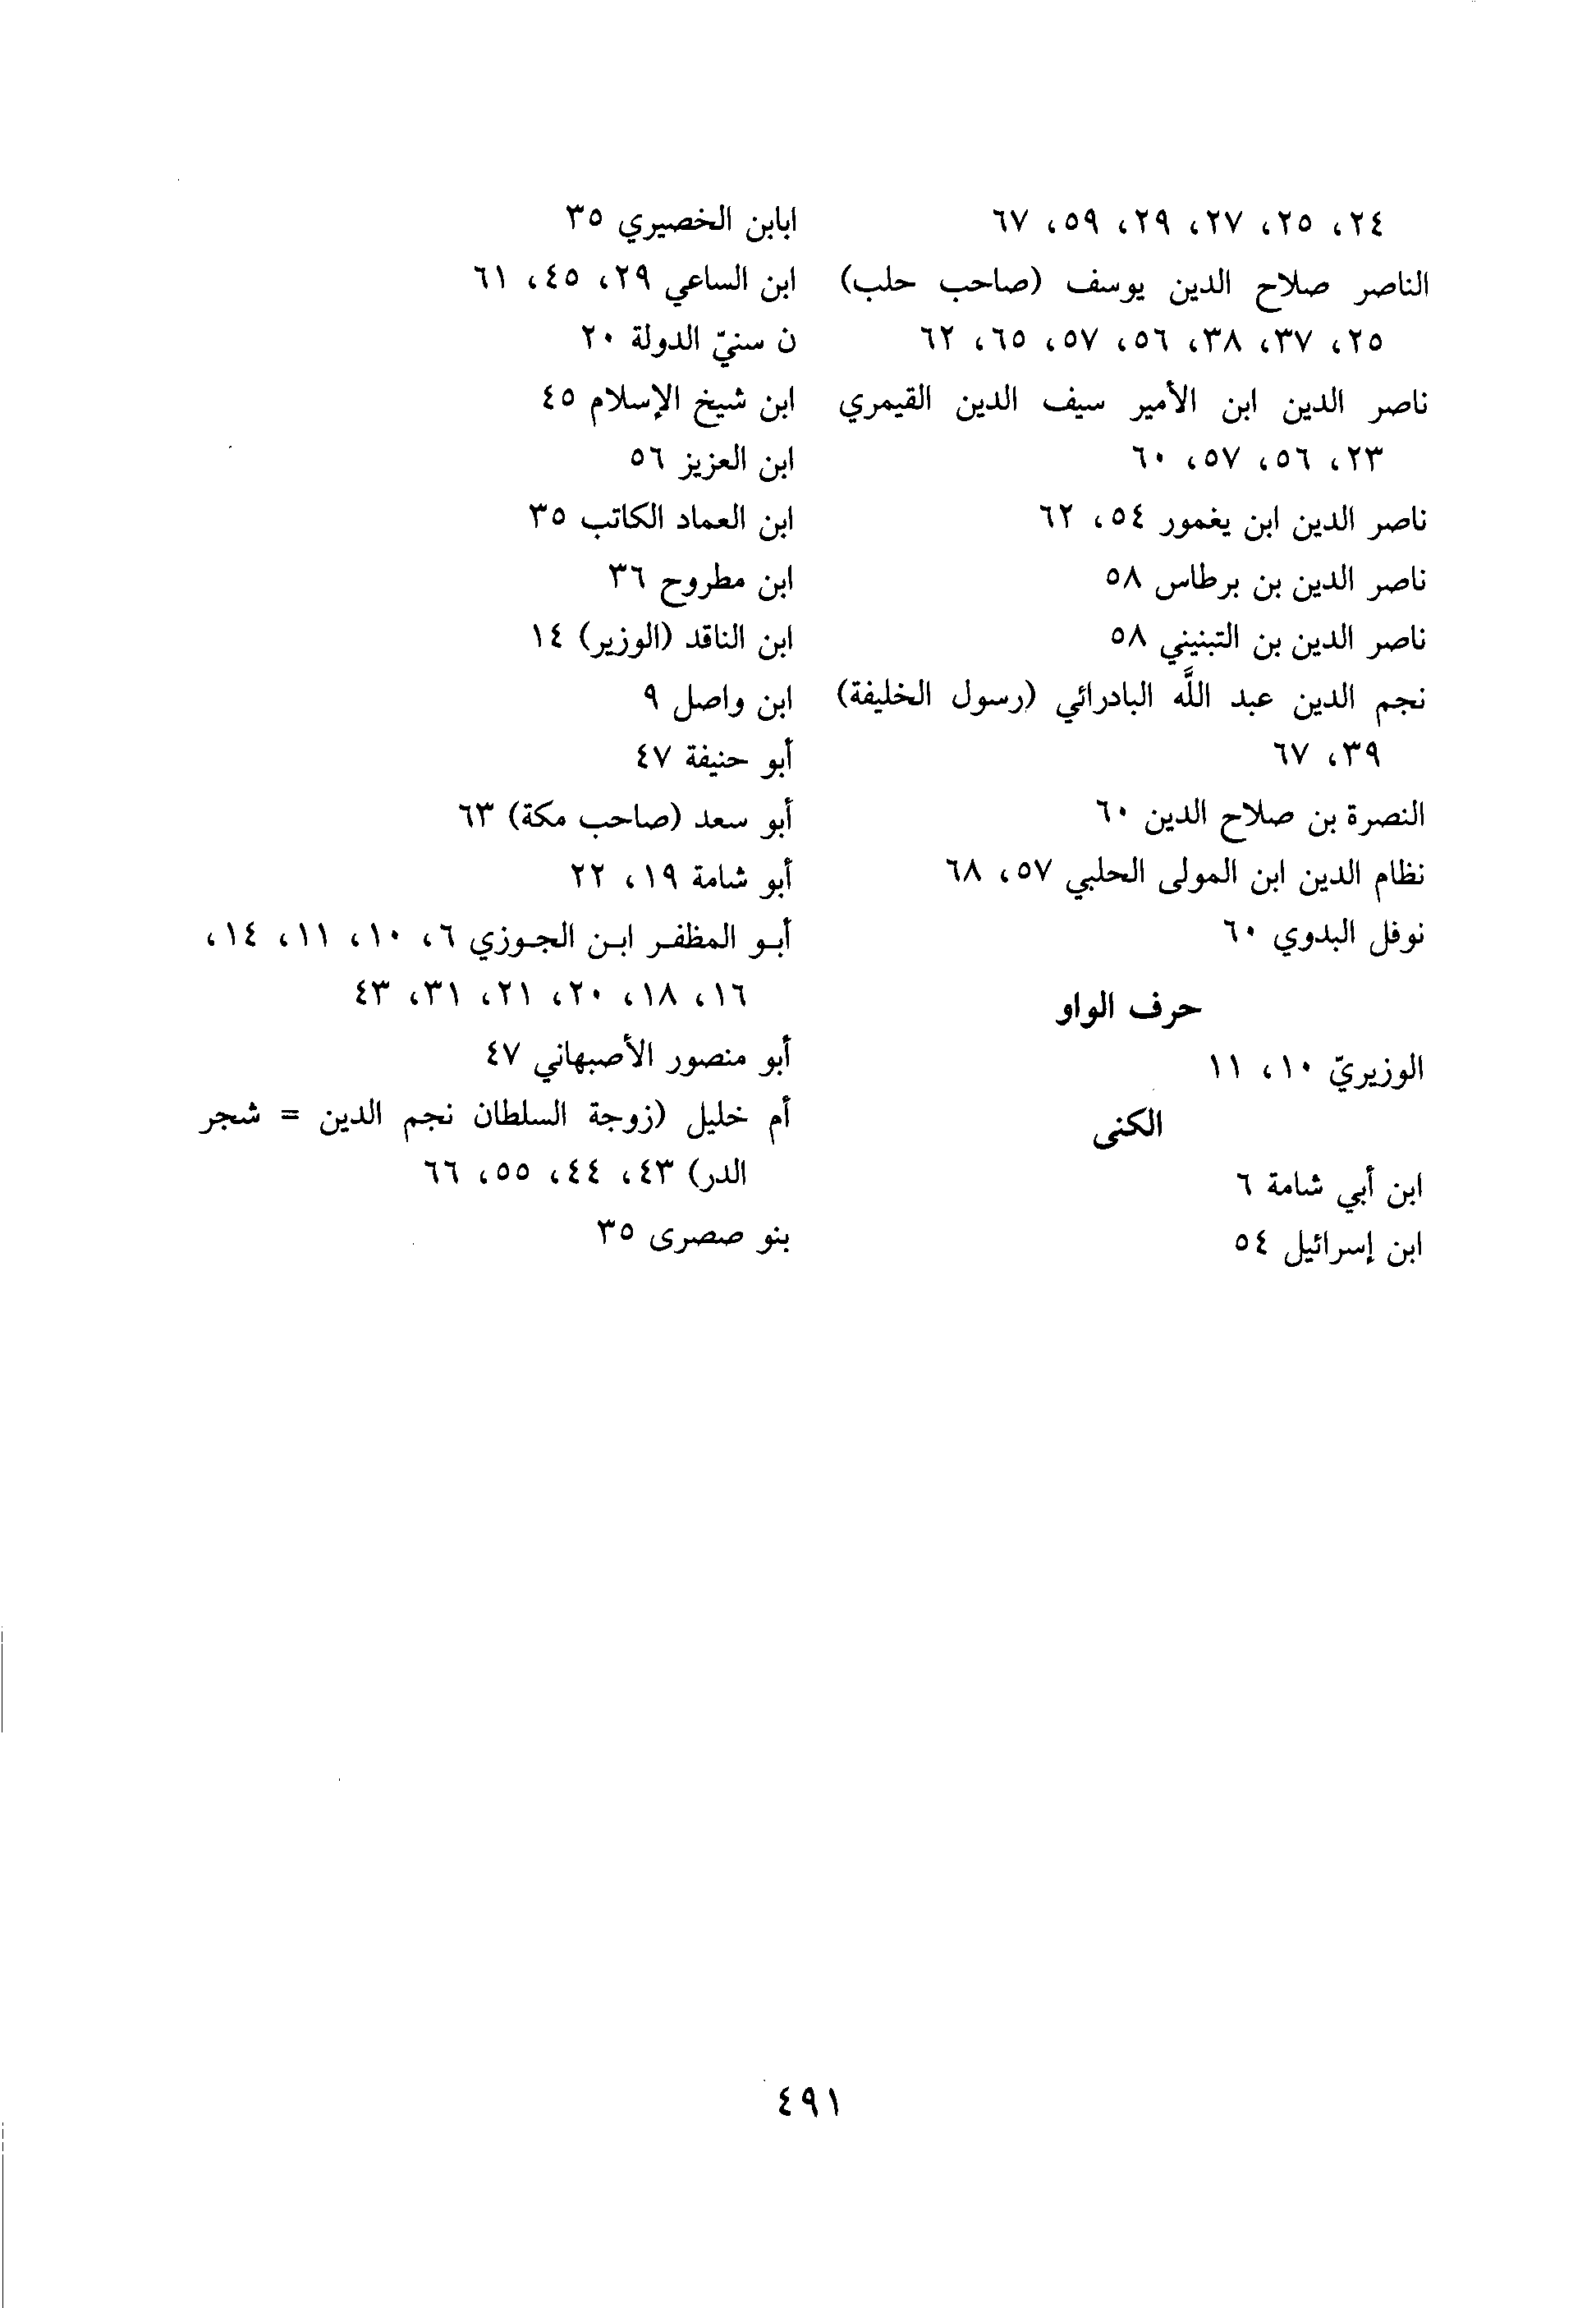 ٢٤، ٢٥، ٢٧، ٢٩، ٥٩، ٦٧
الناصر صلاح الدين يوسف (صاحب حلب)
٢٥، ٣٧، ٣٨، ٥٦، ٥٧، ٦٥، ٦٢
ناصر الدين ابن الأمير سيف الدين القيمري
٢٣، ٥٦، ٥٧، ٦٠
ناصر الدين ابن يغمور ٥٤، ٦٢
ناصر الدين بن برطاس ٥٨
ناصر الدين بن التبنيني ٥٨
نجم الدين عبد اللَّه البادرائي (رسول الخليفة)
٣٩، ٦٧
النصرة بن صلاح الدين ٦٠
نظام الدين ابن المولى الحلبي ٥٧، ٦٨
نوفل البدوي ٦٠
حرف الواو
الوزيريّ ١٠، ١١
الكنى
ابن أبي شامة ٦
ابن إسرائيل ٥٤
ابابن الخصيري ٣٥
ابن الساعي ٢٩، ٤٥، ٦١
ن سنيّ الدولة ٢٠
ابن شيخ الإسلام ٤٥
ابن العزيز ٥٦
ابن العماد الكاتب ٣٥
ابن مطروح ٣٦
ابن الناقد (الوزير) ١٤
ابن واصل ٩
أبو حنيفة ٤٧
أبو سعد (صاحب مكة) ٦٣
أبو شامة ١٩، ٢٢
أبـو المظفـر ابـن الجـوزي ٦، ١٠، ١١، ١٤،
١٦، ١٨، ٢٠، ٢١، ٣١، ٤٣
أبو منصور الأصبهاني ٤٧
أم خليل (زوجة السلطان نجم الدين = شجر
الدر) ٤٣، ٤٤، ٥٥، ٦٦
بنو صصرى ٣٥
٤٩١